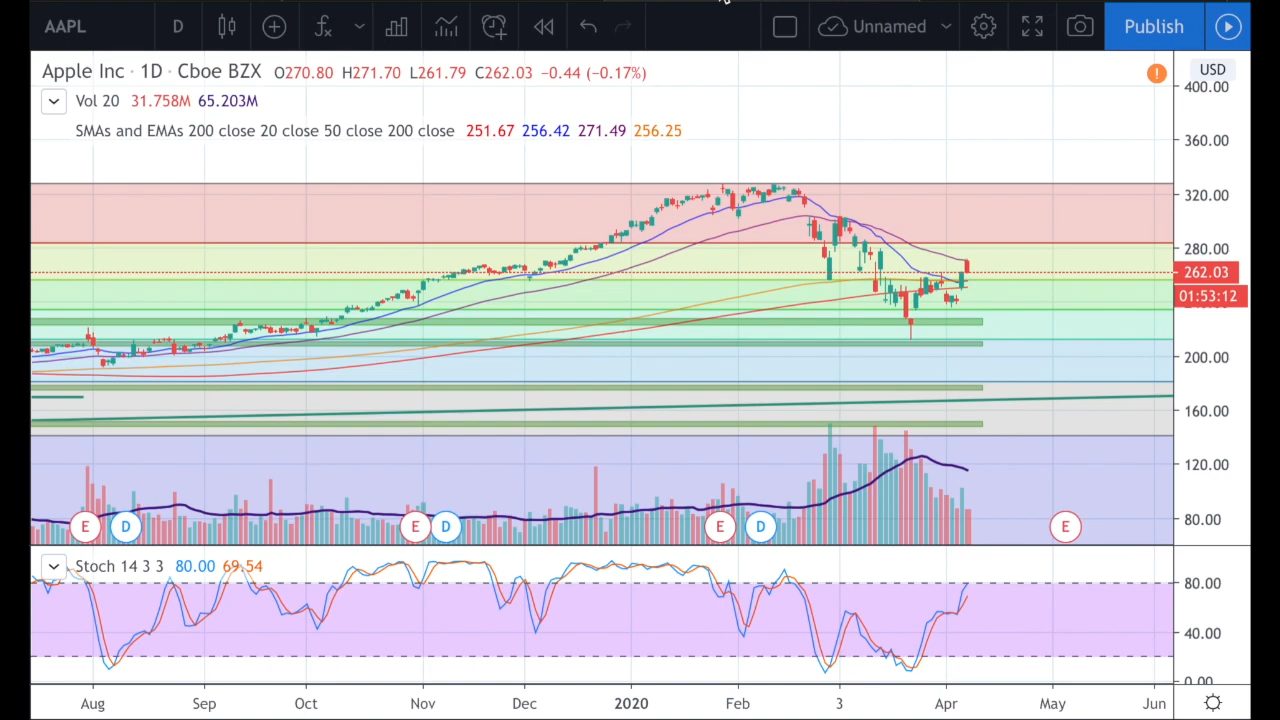 AAPL D Unnamed Publish
Apple Inc · 1D · Cboe BZX O270.80 H271.70 L261.79 C262.03 −0.44 (−0.17%)
USD
Vol 20 31.758M 65.203M
SMAs and EMAs 200 close 20 close 50 close 200 close 251.67 256.42 271.49 256.25
400.00
360.00
320.00
280.00
262.03
01:53:12
200.00
160.00
120.00
80.00
E D E D E D E
Stoch 14 3 3 80.00 69.54
80.00
40.00
0.00
Aug Sep Oct Nov Dec 2020 Feb 3 Apr May Jun